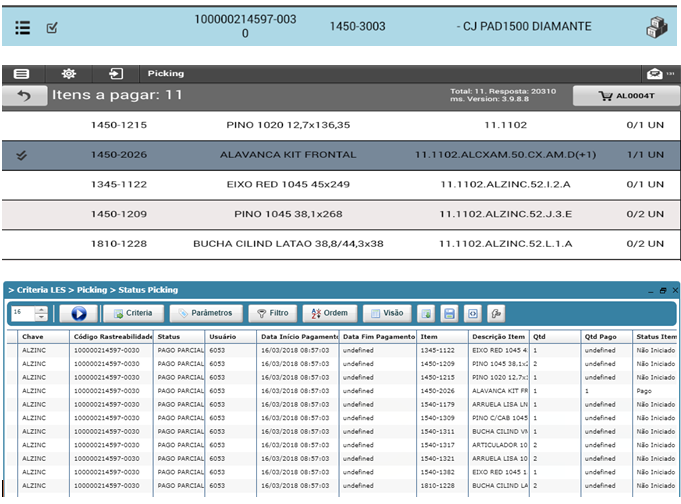 100000214597-003
0 1450-3003 - CJ PAD1500 DIAMANTE
Picking
Itens a pagar: 11 Total: 11. Resposta: 20310
ms. Version: 3.9.8.8 AL0004T
1450-1215 PINO 1020 12,7x136,35 11.1102 0/1 UN
1450-2026 ALAVANCA KIT FRONTAL 11.1102.ALCXAM.50.CX.AM.D(+1) 1/1 UN
1345-1122 EIXO RED 1045 45x249 11.1102.ALZINC.52.I.2.A 0/1 UN
1450-1209 PINO 1045 38,1x268 11.1102.ALZINC.52.J.3.E 0/2 UN
1810-1228 BUCHA CILIND LATAO 38,8/44,3x38 11.1102.ALZINC.52.L.1.A 0/2 UN
> Criteria LES > Picking > Status Picking
16 Criteria Parâmetros Filtro Ordem Visão
Chave Código Rastreabilidade Status Usuário Data Início Pagamento Data Fim Pagamento Item Descrição Item Qtd Qtd Pago Status Item
ALZINC 100000214597-0030 PAGO PARCIAL 6053 16/03/2018 08:57:03 undefined 1345-1122 EIXO RED 1045 4 1 undefined Não Iniciado
ALZINC 100000214597-0030 PAGO PARCIAL 6053 16/03/2018 08:57:03 undefined 1450-1209 PINO 1045 38,1x 2 undefined Não Iniciado
ALZINC 100000214597-0030 PAGO PARCIAL 6053 16/03/2018 08:57:03 undefined 1450-1215 PINO 1020 12,7x 1 undefined Não Iniciado
ALZINC 100000214597-0030 PAGO PARCIAL 6053 16/03/2018 08:57:03 undefined 1450-2026 ALAVANCA KIT FR 1 1 Pago
ALZINC 100000214597-0030 PAGO PARCIAL 6053 16/03/2018 08:57:03 undefined 1540-1179 ARRUELA LISA LN 1 undefined Não Iniciado
ALZINC 100000214597-0030 PAGO PARCIAL 6053 16/03/2018 08:57:03 undefined 1540-1309 PINO C/CAB 1045 1 undefined Não Iniciado
ALZINC 100000214597-0030 PAGO PARCIAL 6053 16/03/2018 08:57:03 undefined 1540-1311 BUCHA CILIND 1 undefined Não Iniciado
ALZINC 100000214597-0030 PAGO PARCIAL 6053 16/03/2018 08:57:03 undefined 1540-1317 ARTICULADOR 10 2 undefined Não Iniciado
ALZINC 100000214597-0030 PAGO PARCIAL 6053 16/03/2018 08:57:03 undefined 1540-1321 ARRUELA LISA 10 2 undefined Não Iniciado
ALZINC 100000214597-0030 PAGO PARCIAL 6053 16/03/2018 08:57:03 undefined 1540-1382 EIXO RED 1045 1 1 undefined Não Iniciado
ALZINC 100000214597-0030 PAGO PARCIAL 6053 16/03/2018 08:57:03 undefined 1810-1228 BUCHA CILIND LA 2 undefined Não Iniciado